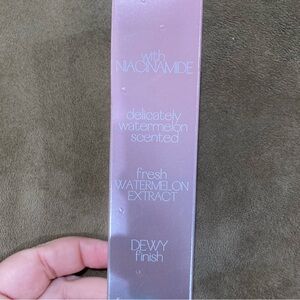 with
NIACINAMIDE
delicately
watermelon
scented
fresh
WATERMELON
EXTRACT
DEWY
finish